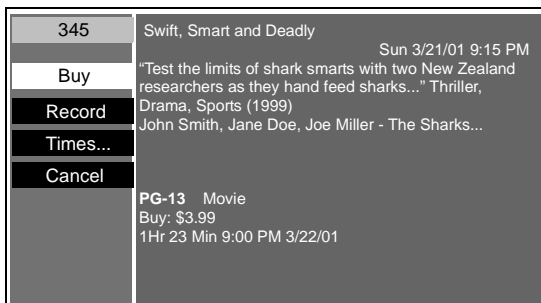 345
Buy
Record
Times...
Cancel
Swift, Smart and Deadly
Sun 3/21/01 9:15 PM
“Test the limits of shark smarts with two New Zealand
researchers as they hand feed sharks...” Thriller,
Drama, Sports (1999)
John Smith, Jane Doe, Joe Miller - The Sharks...
PG-13 Movie
Buy: $3.99
1Hr 23 Min 9:00 PM 3/22/01